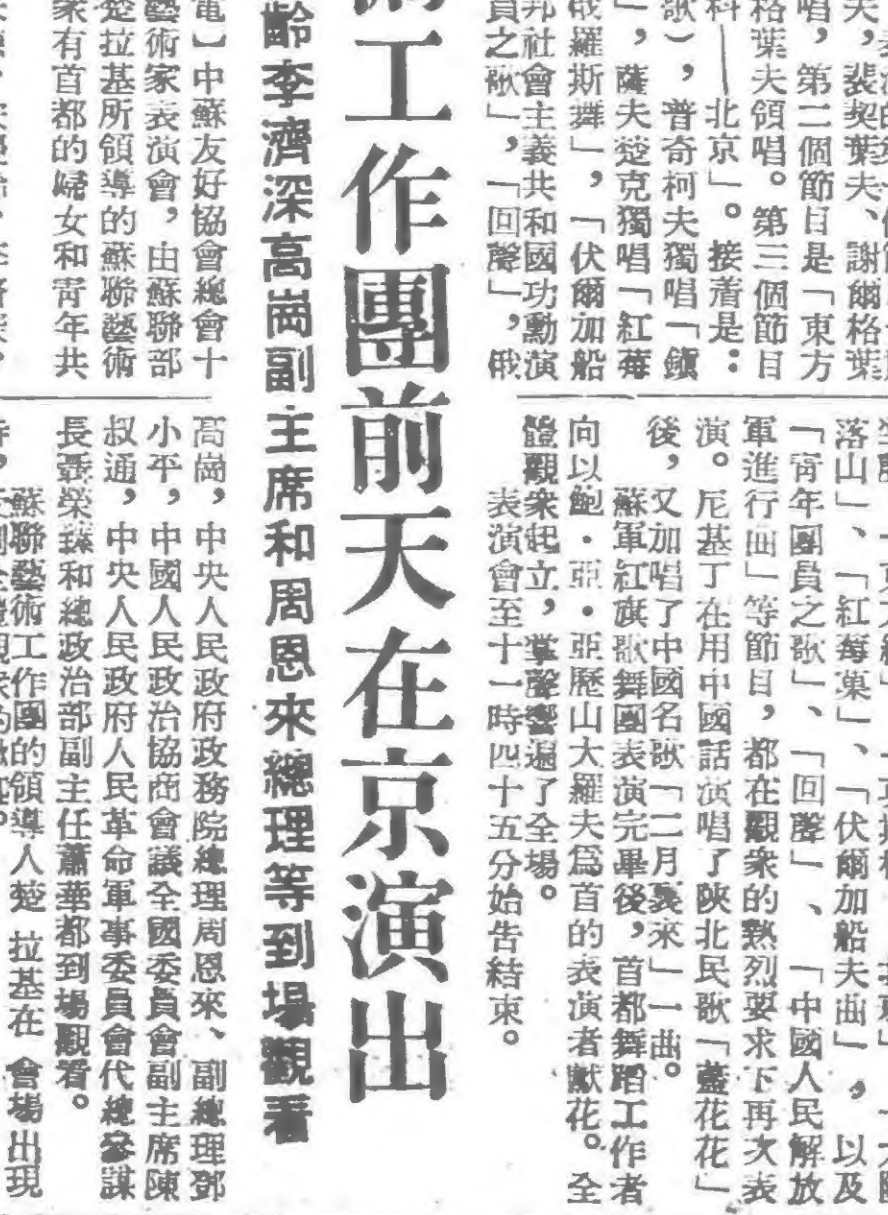 夫，裴契葉夫、謝爾格葉
唱，第二個節目是「東方
格葉夫領唱。第三個節目
科——北京」。接着是：
歌），普奇柯夫獨唱「鎮
」，薩夫楚克獨唱「紅莓
俄羅斯舞」，「伏爾加船
邦社會主義共和國功勳演
員之歌」，「回聲」，俄
落山」、「紅莓菓」、「伏爾加船夫曲」，以及
「靑年團員之歌」、「回聲」、「中國人民解放
軍進行曲」等節目，都在觀衆的熱烈要求下再次表
演。尼基丁在用中國話演唱了陝北民歌「藍花花」
後，又加唱了中國名歌「二月裏來」一曲。
蘇軍紅旗歌舞團表演完畢後，首都舞蹈工作者
向以鮑・亞・亞歷山大羅夫爲首的表演者獻花。全
體觀衆起立，掌聲響遍了全場。
表演會至十一時四十五分始告結束。
工作團前天在京演出
齡李濟深高崗副主席和周恩來總理等到場觀看
電】中蘇友好協會總會十
藝術家表演會，由蘇聯部
楚拉基所領導的蘇聯藝術
衆有首都的婦女和靑年共
高崗，中央人民政府政務院總理周恩來、副總理鄧
小平，中國人民政治協商會議全國委員會副主席陳
叔通，中央人民政府人民革命軍事委員會代總參謀
長聶榮臻和總政治部副主任蕭華都到場觀看。
蘇聯藝術工作團的領導人楚拉基在會場出現